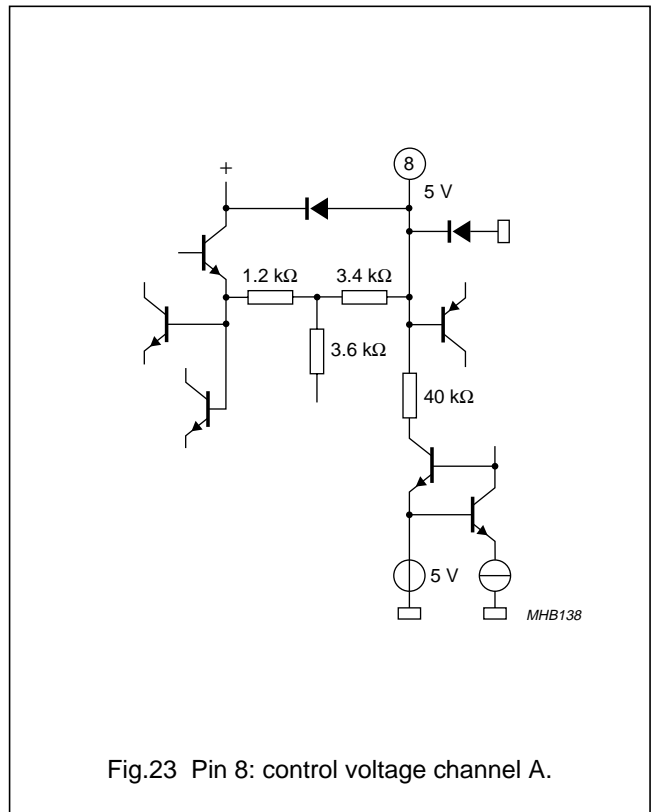 8
+
5 V
1.2 kΩ
3.4 kΩ
3.6 kΩ
40 kΩ
5 V
MHB138
Fig.23 Pin 8: control voltage channel A.